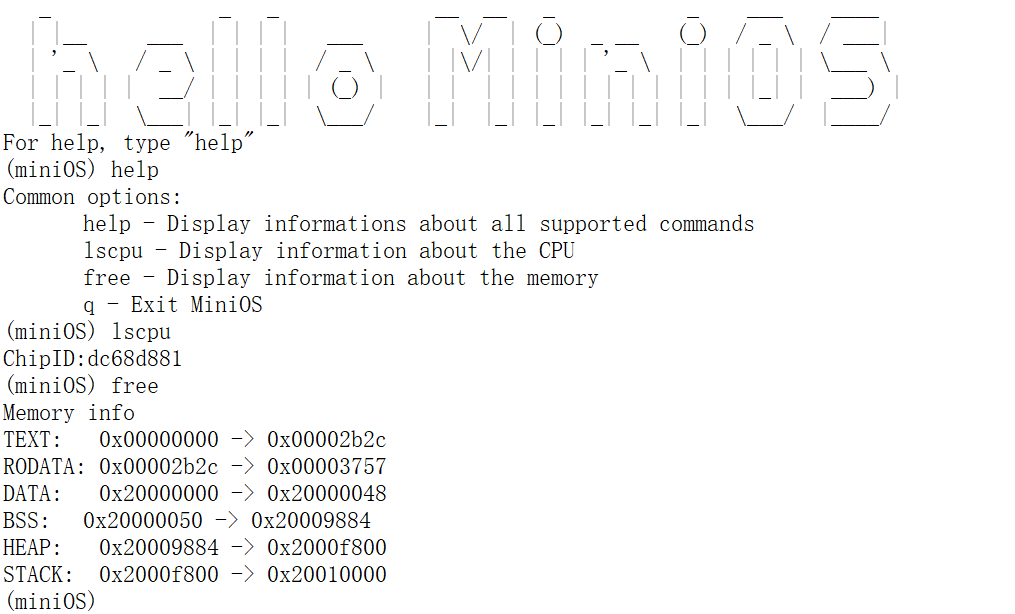 hello MiniOS
For help, type "help"
(miniOS) help
Common options:
help - Display informations about all supported commands
lscpu - Display information about the CPU
free - Display information about the memory
q - Exit MiniOS
(miniOS) lscpu
ChipID:dc68d881
(miniOS) free
Memory info
TEXT: 0x00000000 -> 0x00002b2c
RODATA: 0x00002b2c -> 0x00003757
DATA: 0x20000000 -> 0x20000048
BSS: 0x20000050 -> 0x20009884
HEAP: 0x20009884 -> 0x2000f800
STACK: 0x2000f800 -> 0x20010000
(miniOS)